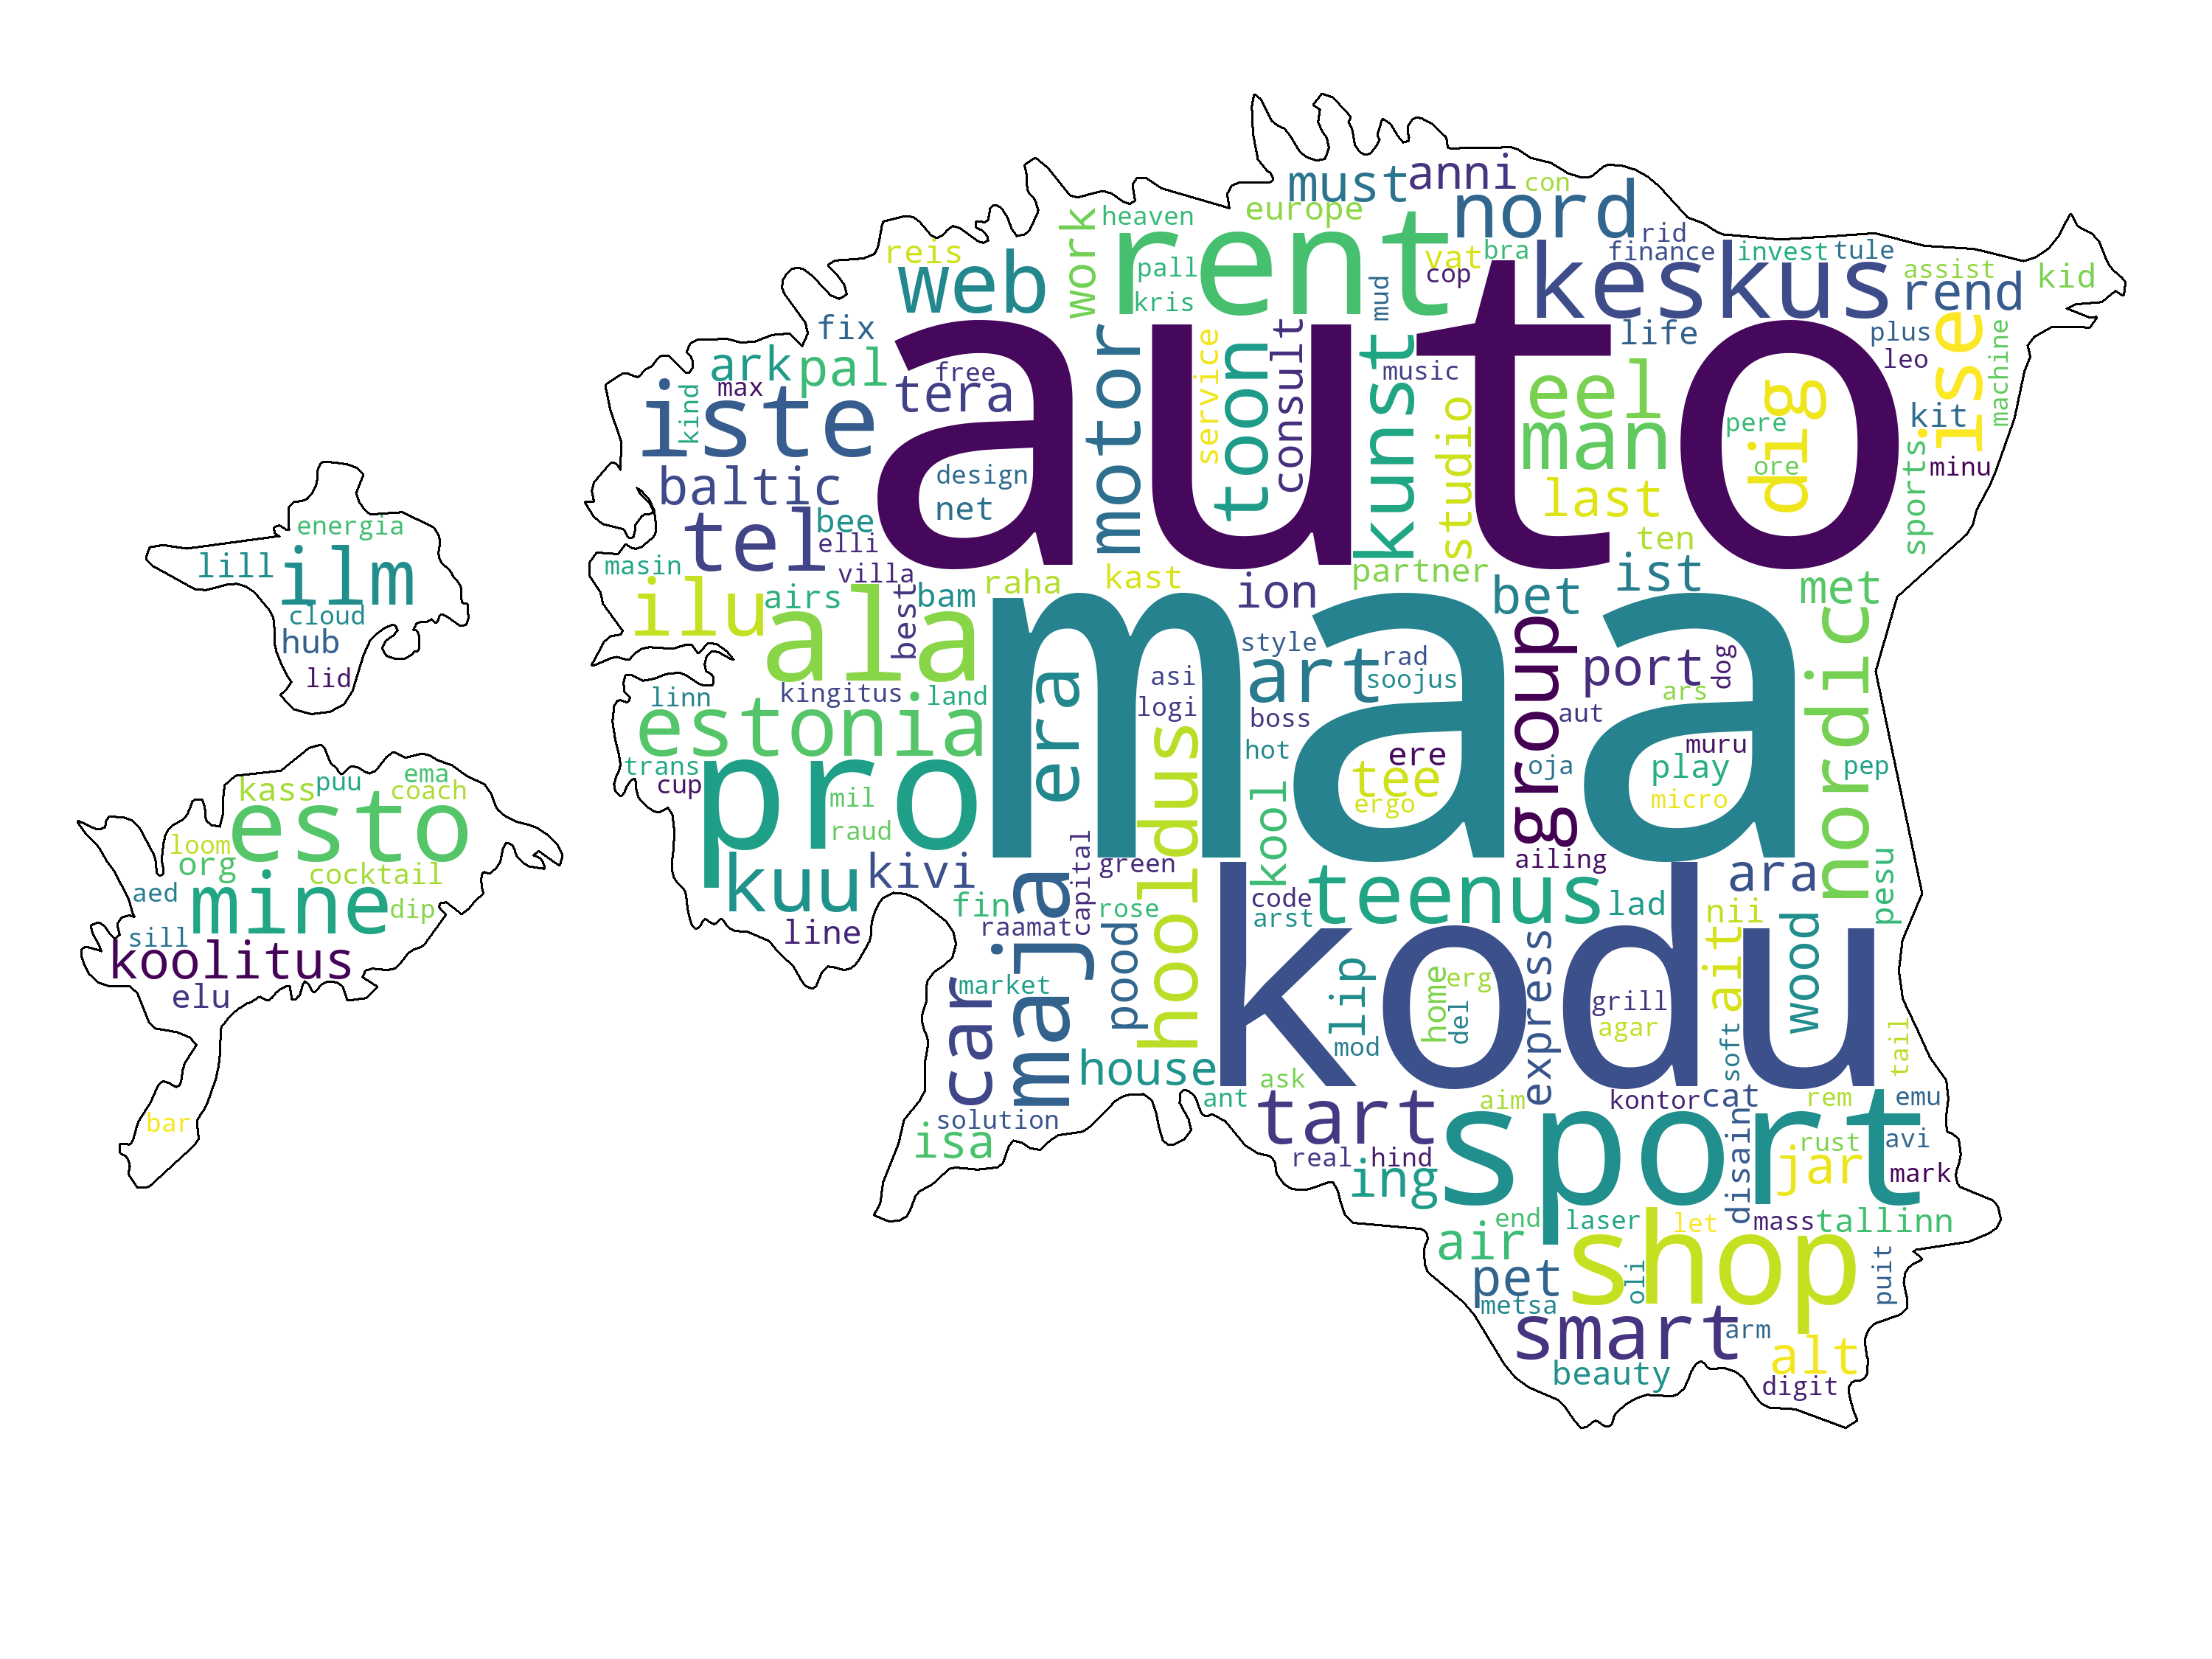 must
anni
con
nord
rid
europe
heaven
work
rent
reis
web
pall
kris
mud
vat
bra
cop
finance
invest
tule
keskus
assist
rend
kid
fix
ark
pal
max
kind
free
tera
iste
auto
motor
service
toon
consult
kunst
music
studio
life
eel
man
last
dig
pere
ore
plus
leo
ise
machine
kit
minu
sports
baltic
design
net
tel
bee
elli
masin
villa
ilu
airs
best
bam
raha
kast
ion
partner
ten
bet
ist
met
energia
lill
ilm
cloud
hub
lid
ala
maa
style
art
rad
soojus
group
port
dog
ars
aut
nordic
linn
kingitus
land
era
asi
logi
boss
hot
estonia
trans
cup
pro
mil
raud
ere
tee
ergo
oja
muru
play
micro
pep
ema
coach
kass
puu
esto
loom
org
cocktail
aed
mine
dip
sill
koolitus
elu
bar
kuu
kivi
line
fin
raamat
capital
green
rose
maja
hooldus
kool
code
arst
teenus
ailing
lad
ara
nii
pesu
market
car
pood
kodu
lip
mod
home
erg
del
express
grill
agar
ait
soft
wood
tail
house
solution
isa
ask
ant
tart
aim
kontor
cat
rem
emu
real
hind
ing
sport
disain
rust
avi
jar
mark
end
laser
let
mass
tallinn
air
pet
oli
shop
puit
metsa
smart
arm
alt
beauty
digit